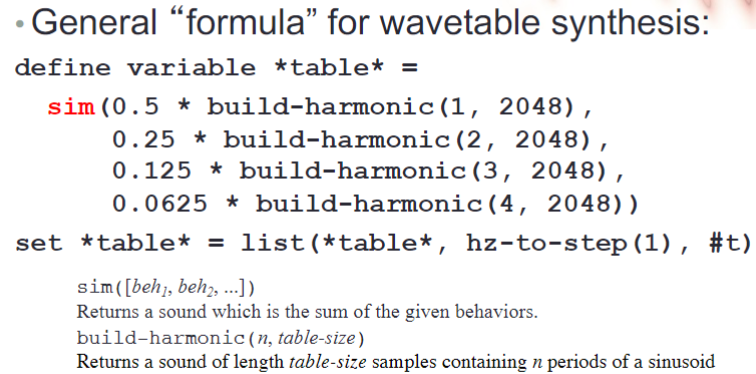 • General “formula” for wavetable synthesis:
define variable *table* =
sim(0.5 * build-harmonic(1, 2048),
0.25 * build-harmonic(2, 2048),
0.125 * build-harmonic(3, 2048),
0.0625 * build-harmonic(4, 2048))
set *table* = list(*table*, hz-to-step(1), #t)
sim([beh1, beh2, ...])
Returns a sound which is the sum of the given behaviors.
build-harmonic(n, table-size)
Returns a sound of length table-size samples containing n periods of a sinusoid